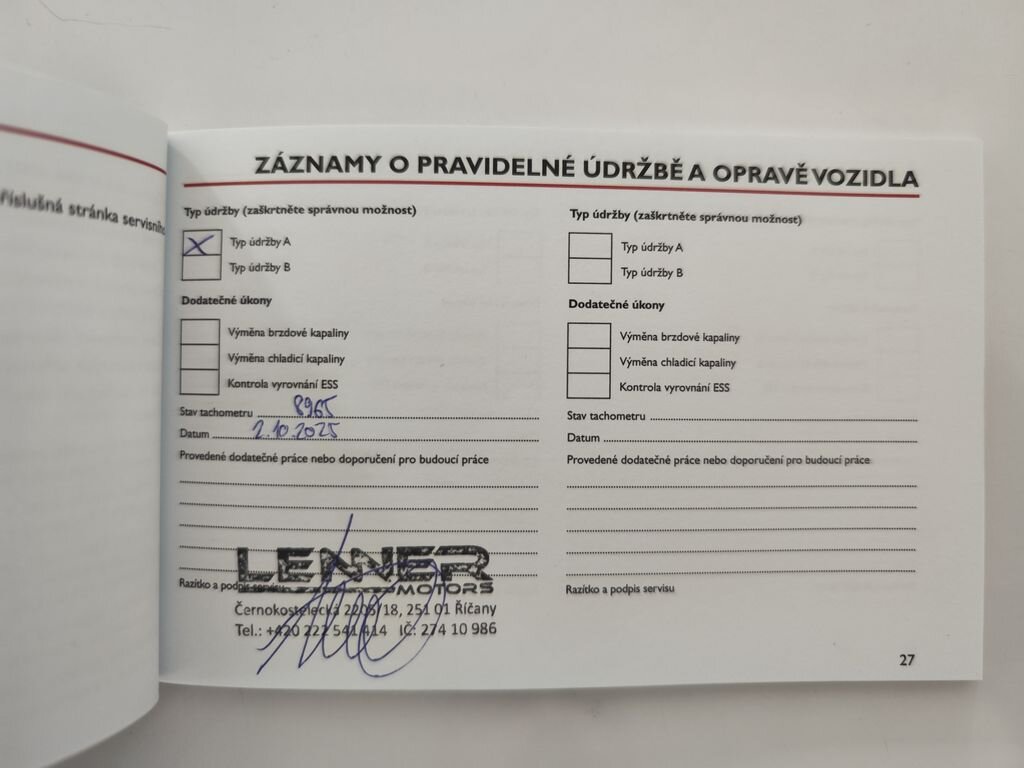 říslušná stránka servisního
ZÁZNAMY O PRAVIDELNÉ ÚDRŽBĚ A OPRAVĚ VOZIDLA
Typ údržby (zaškrtněte správnou možnost)
X Typ údržby A
Typ údržby B
Dodatečné úkony
Výměna brzdové kapaliny
Výměna chladicí kapaliny
Kontrola vyrovnání ESS
Stav tachometru 8965
Datum 2.10.2025
Provedené dodatečné práce nebo doporučení pro budoucí práce
Razítko a podpis servisu
LENNER
MOTORS
Černokostelecká 2205/18, 251 01 Říčany
Tel.: +420 222 541 414 IČ: 274 10 986
Typ údržby (zaškrtněte správnou možnost)
Typ údržby A
Typ údržby B
Dodatečné úkony
Výměna brzdové kapaliny
Výměna chladicí kapaliny
Kontrola vyrovnání ESS
Stav tachometru
Datum
Provedené dodatečné práce nebo doporučení pro budoucí práce
Razítko a podpis servisu
27